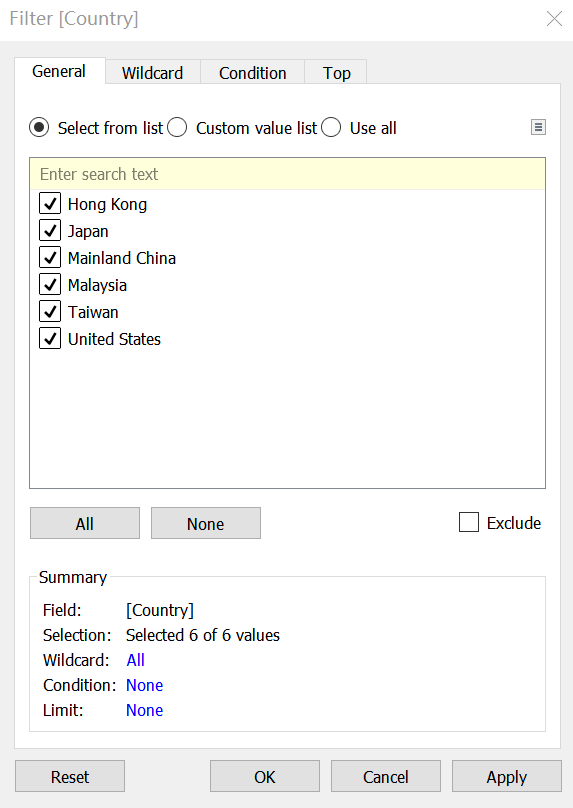 Filter [Country]
General Wildcard Condition Top
Select from list Custom value list Use all
Enter search text
Hong Kong
Japan
Mainland China
Malaysia
Taiwan
United States
All None Exclude
Summary
Field: [Country]
Selection: Selected 6 of 6 values
Wildcard: All
Condition: None
Limit: None
Reset OK Cancel Apply